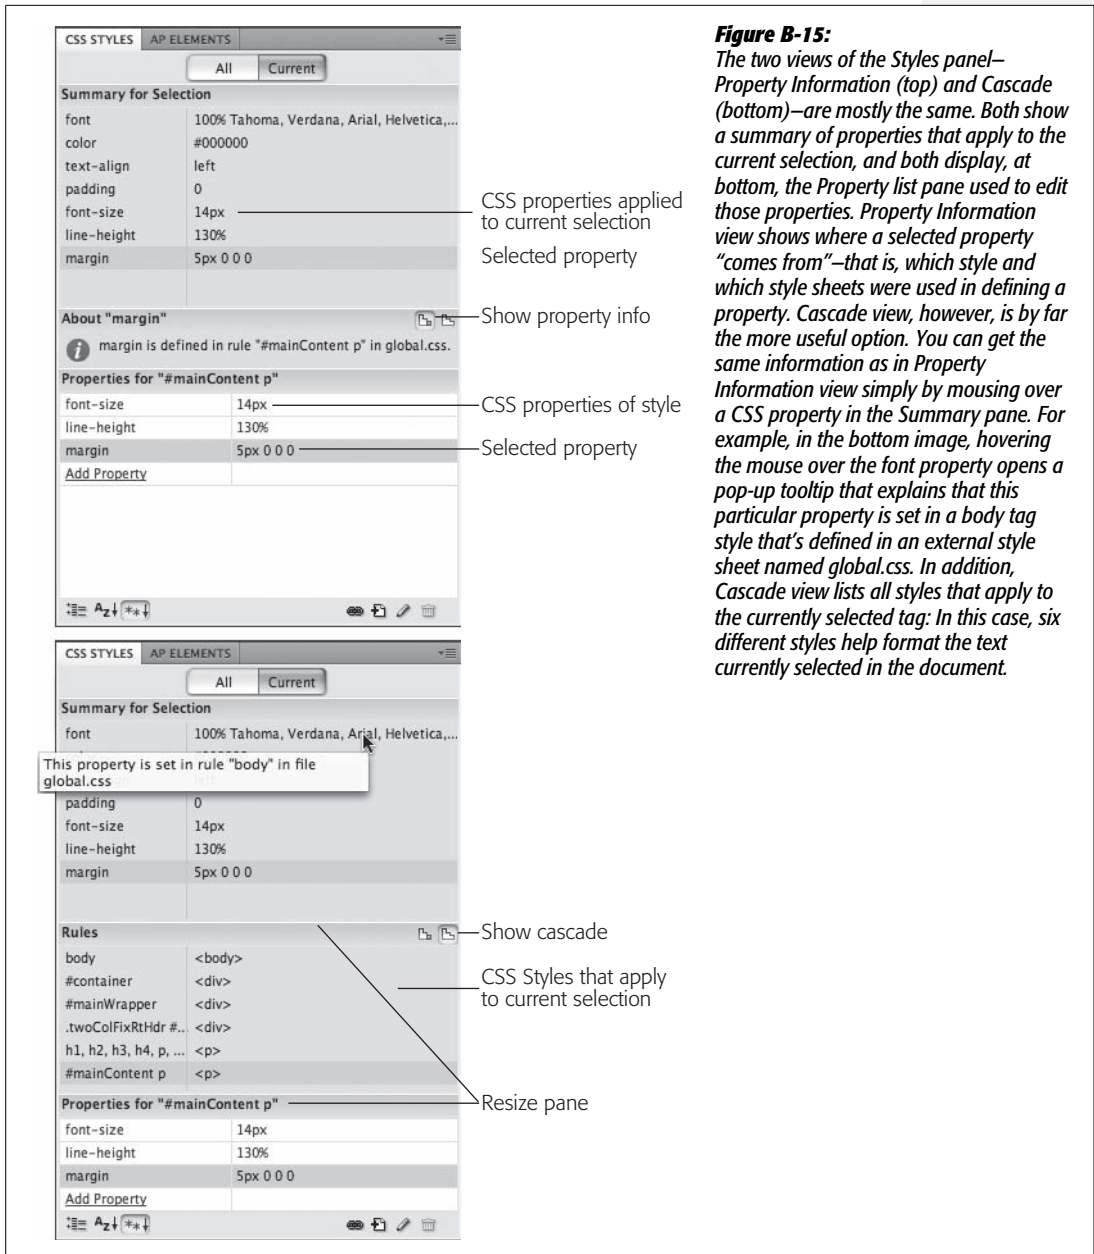 CSS STYLES AP ELEMENTS
All Current
Summary for Selection
font 100% Tahoma, Verdana, Arial, Helvetica,...
color #000000
text-align left
padding 0
font-size 14px
line-height 130%
margin 5px 0 0 0
CSS properties applied
to current selection
Selected property
About "margin"
Show property info
margin is defined in rule "#mainContent p" in global.css.
Properties for "#mainContent p"
font-size 14px
CSS properties of style
line-height 130%
margin 5px 0 0 0
Selected property
Add Property
CSS STYLES AP ELEMENTS
All Current
Summary for Selection
font 100% Tahoma, Verdana, Arial, Helvetica,...
This property is set in rule "body" in file
global.css
padding 0
font-size 14px
line-height 130%
margin 5px 0 0 0
Rules
Show cascade
body <body>
#container <div>
#mainWrapper <div>
.twoColFixRtHdr #.. <div>
h1, h2, h3, h4, p, ... <p>
#mainContent p <p>
CSS Styles that apply
to current selection
Properties for "#mainContent p"
Resize pane
font-size 14px
line-height 130%
margin 5px 0 0 0
Add Property
Figure B-15:
The two views of the Styles panel—
Property Information (top) and Cascade
(bottom)—are mostly the same. Both show
a summary of properties that apply to the
current selection, and both display, at
bottom, the Property list pane used to edit
those properties. Property Information
view shows where a selected property
“comes from”—that is, which style and
which style sheets were used in defining a
property. Cascade view, however, is by far
the more useful option. You can get the
same information as in Property
Information view simply by mousing over
a CSS property in the Summary pane. For
example, in the bottom image, hovering
the mouse over the font property opens a
pop-up tooltip that explains that this
particular property is set in a body tag
style that's defined in an external style
sheet named global.css. In addition,
Cascade view lists all styles that apply to
the currently selected tag: In this case, six
different styles help format the text
currently selected in the document.